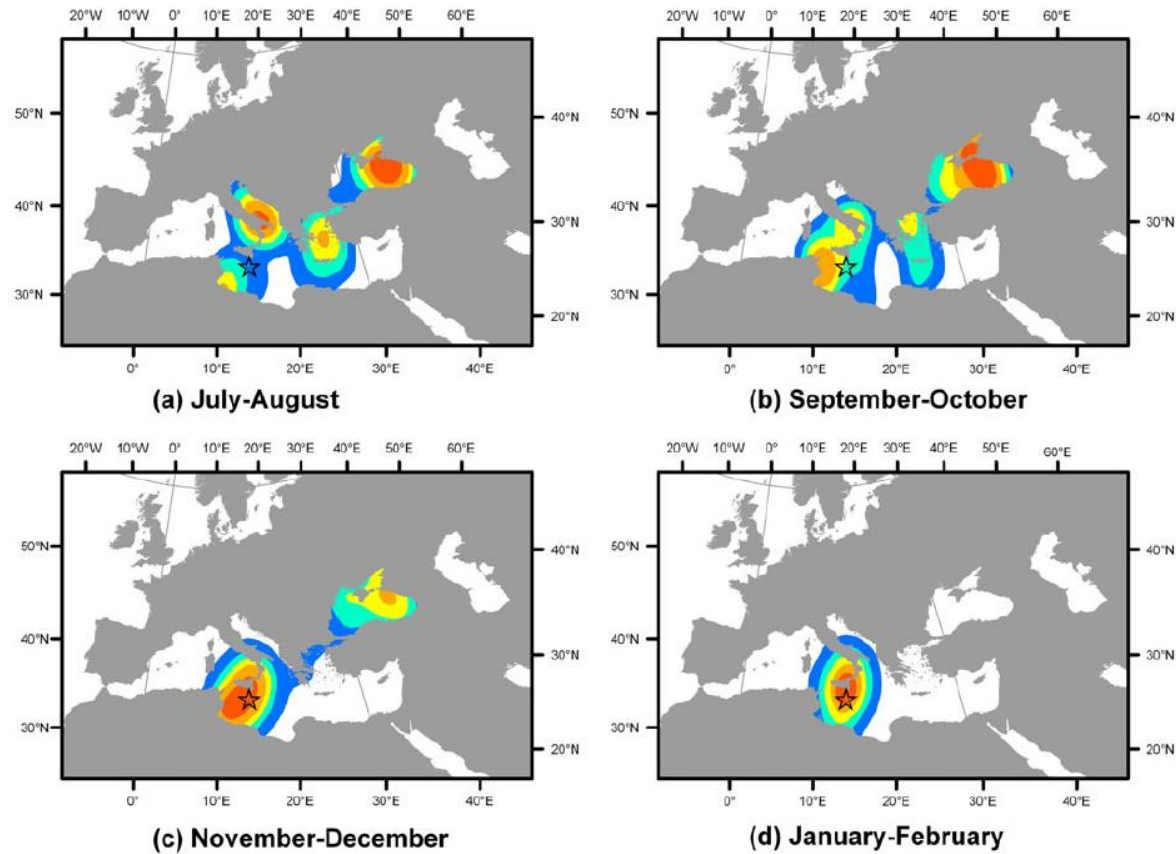 20°W 10°W 0° 10°E 20°E 30°E 40°E 50°E 60°E
20°W 10°W 0° 10°E 20°E 30°E 40°E 50°E 60°E
50°N 40°N 50°N 40°N
40°N 30°N 40°N 30°N
30°N 20°N 30°N 20°N
0° 10°E 20°E 30°E 40°E
0° 10°E 20°E 30°E 40°E
(a) July-August
(b) September-October
20°W 10°W 0° 10°E 20°E 30°E 40°E 50°E 60°E
20°W 10°W 0° 10°E 20°E 30°E 40°E 50°E 60°E
50°N 40°N 50°N 40°N
40°N 30°N 40°N 30°N
30°N 20°N 30°N 20°N
0° 10°E 20°E 30°E 40°E
0° 10°E 20°E 30°E 40°E
(c) November-December
(d) January-February